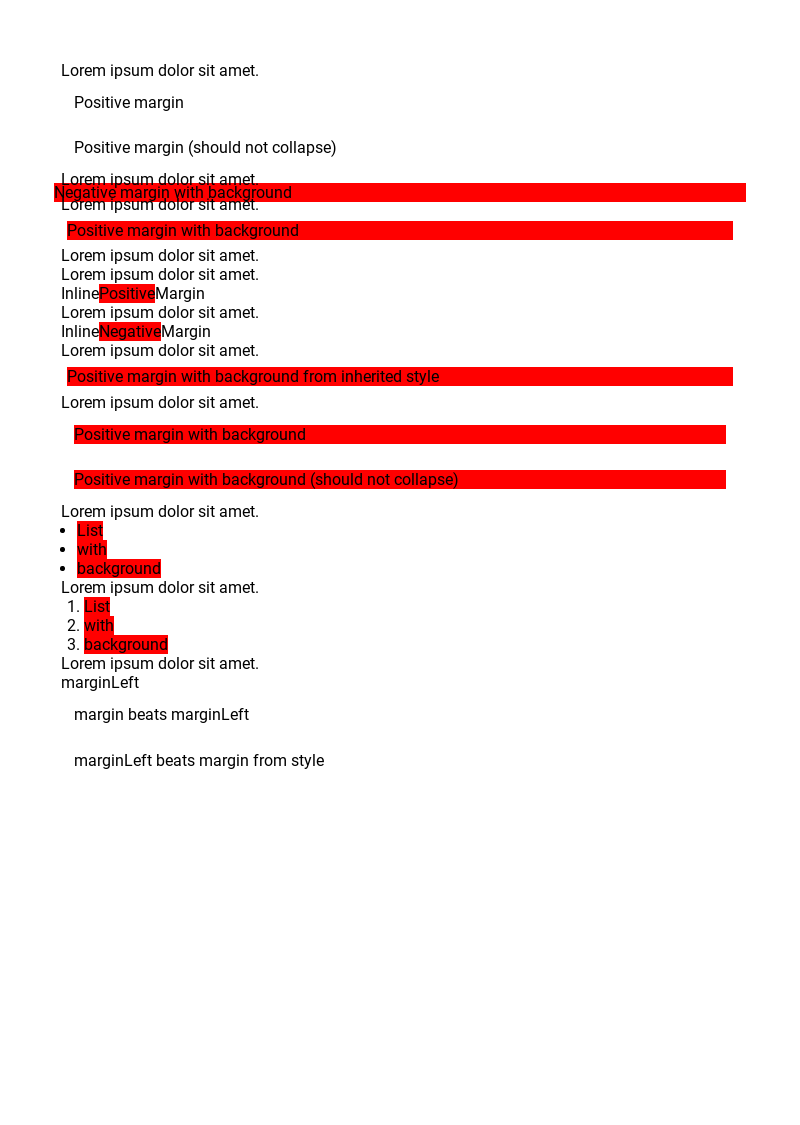 Lorem ipsum dolor sit amet.
Positive margin
Positive margin (should not collapse)
Lorem ipsum dolor sit amet.
Negative margin with background
Lorem ipsum dolor sit amet.
Positive margin with background
Lorem ipsum dolor sit amet.
Lorem ipsum dolor sit amet.
InlinePositiveMargin
Lorem ipsum dolor sit amet.
InlineNegativeMargin
Lorem ipsum dolor sit amet.
Positive margin with background from inherited style
Lorem ipsum dolor sit amet.
Positive margin with background
Positive margin with background (should not collapse)
Lorem ipsum dolor sit amet.
• List
• with
• background
Lorem ipsum dolor sit amet.
1. List
2. with
3. background
Lorem ipsum dolor sit amet.
marginLeft
margin beats marginLeft
marginLeft beats margin from style